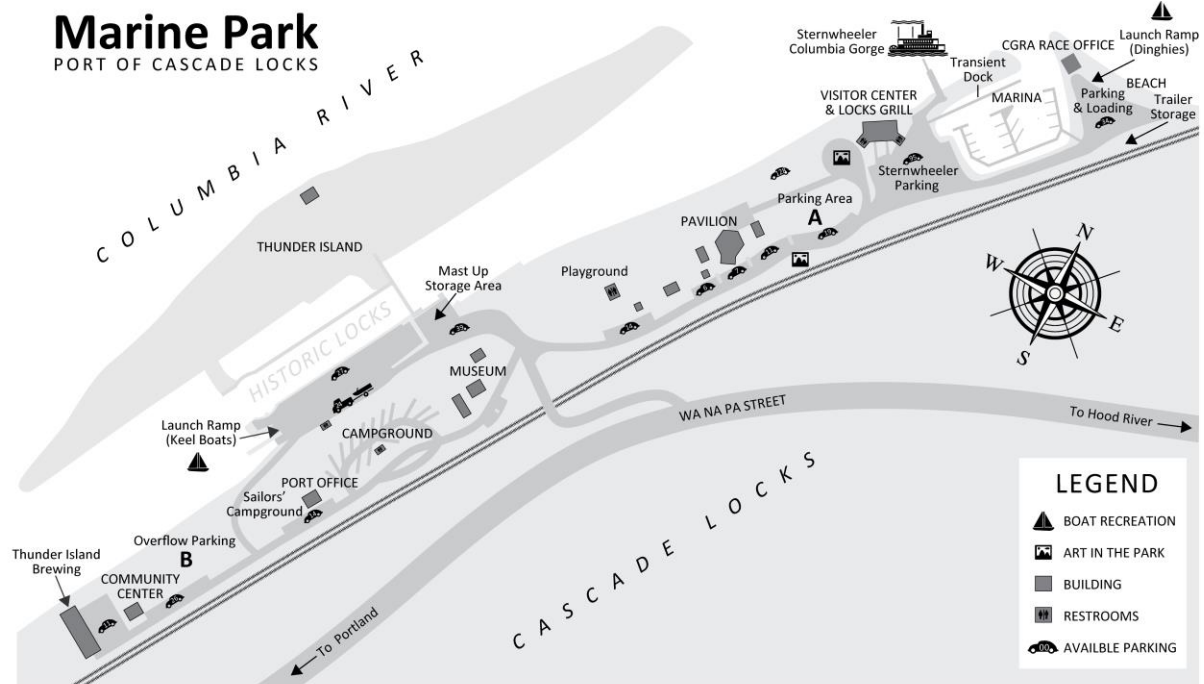 Marine Park
PORT OF CASCADE LOCKS
COLUMBIA RIVER
Sternwheeler
Columbia Gorge
CGRA RACE OFFICE
Launch Ramp
(Dinghies)
Transient
Dock
MARINA
BEACH
Parking
& Loading
Trailer
Storage
VISITOR CENTER
& LOCKS GRILL
Sternwheeler
Parking
Parking Area
A
PAVILION
THUNDER ISLAND
Mast Up
Storage Area
Playground
HISTORIC LOCKS
MUSEUM
N
W
E
S
Launch Ramp
(Keel Boats)
CAMPGROUND
WA NA PA STREET
To Hood River
PORT OFFICE
Sailors'
Campground
Overflow Parking
B
Thunder Island
Brewing
COMMUNITY
CENTER
To Portland
CASCADE LOCKS
LEGEND
BOAT RECREATION
ART IN THE PARK
BUILDING
RESTROOMS
00
AVAILBLE PARKING